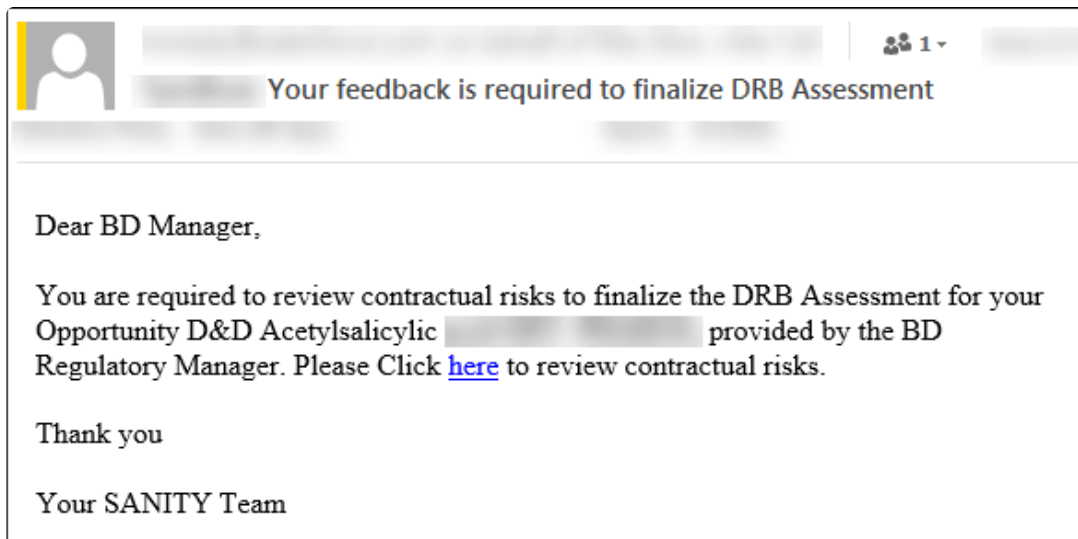 1
Your feedback is required to finalize DRB Assessment
Dear BD Manager,
You are required to review contractual risks to finalize the DRB Assessment for your
Opportunity D&D Acetylsalicylic provided by the BD
Regulatory Manager. Please Click here to review contractual risks.
Thank you
Your SANITY Team